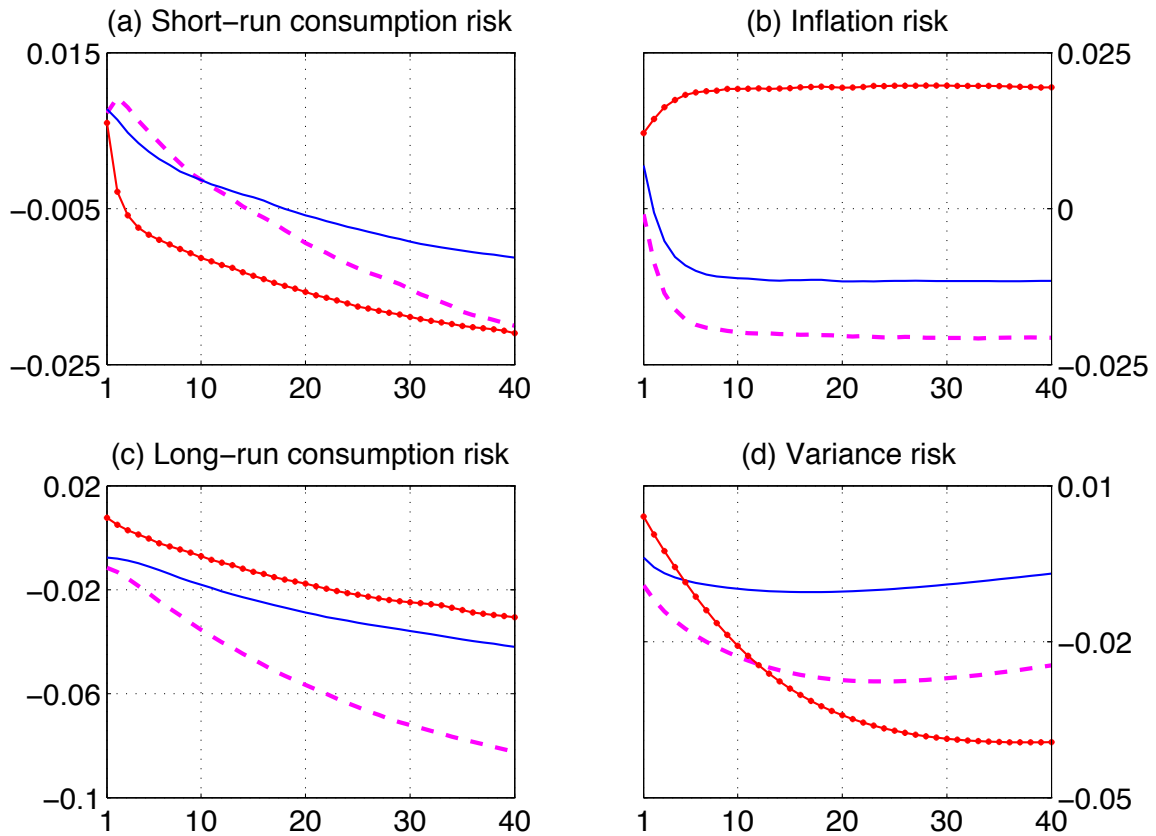 (a) Short−run consumption risk
0.015
−0.005
−0.025
1 10 20 30 40
(b) Inflation risk
0.025
0
−0.025
1 10 20 30 40
(c) Long−run consumption risk
0.02
−0.02
−0.06
−0.1
1 10 20 30 40
(d) Variance risk
0.01
−0.02
−0.05
1 10 20 30 40